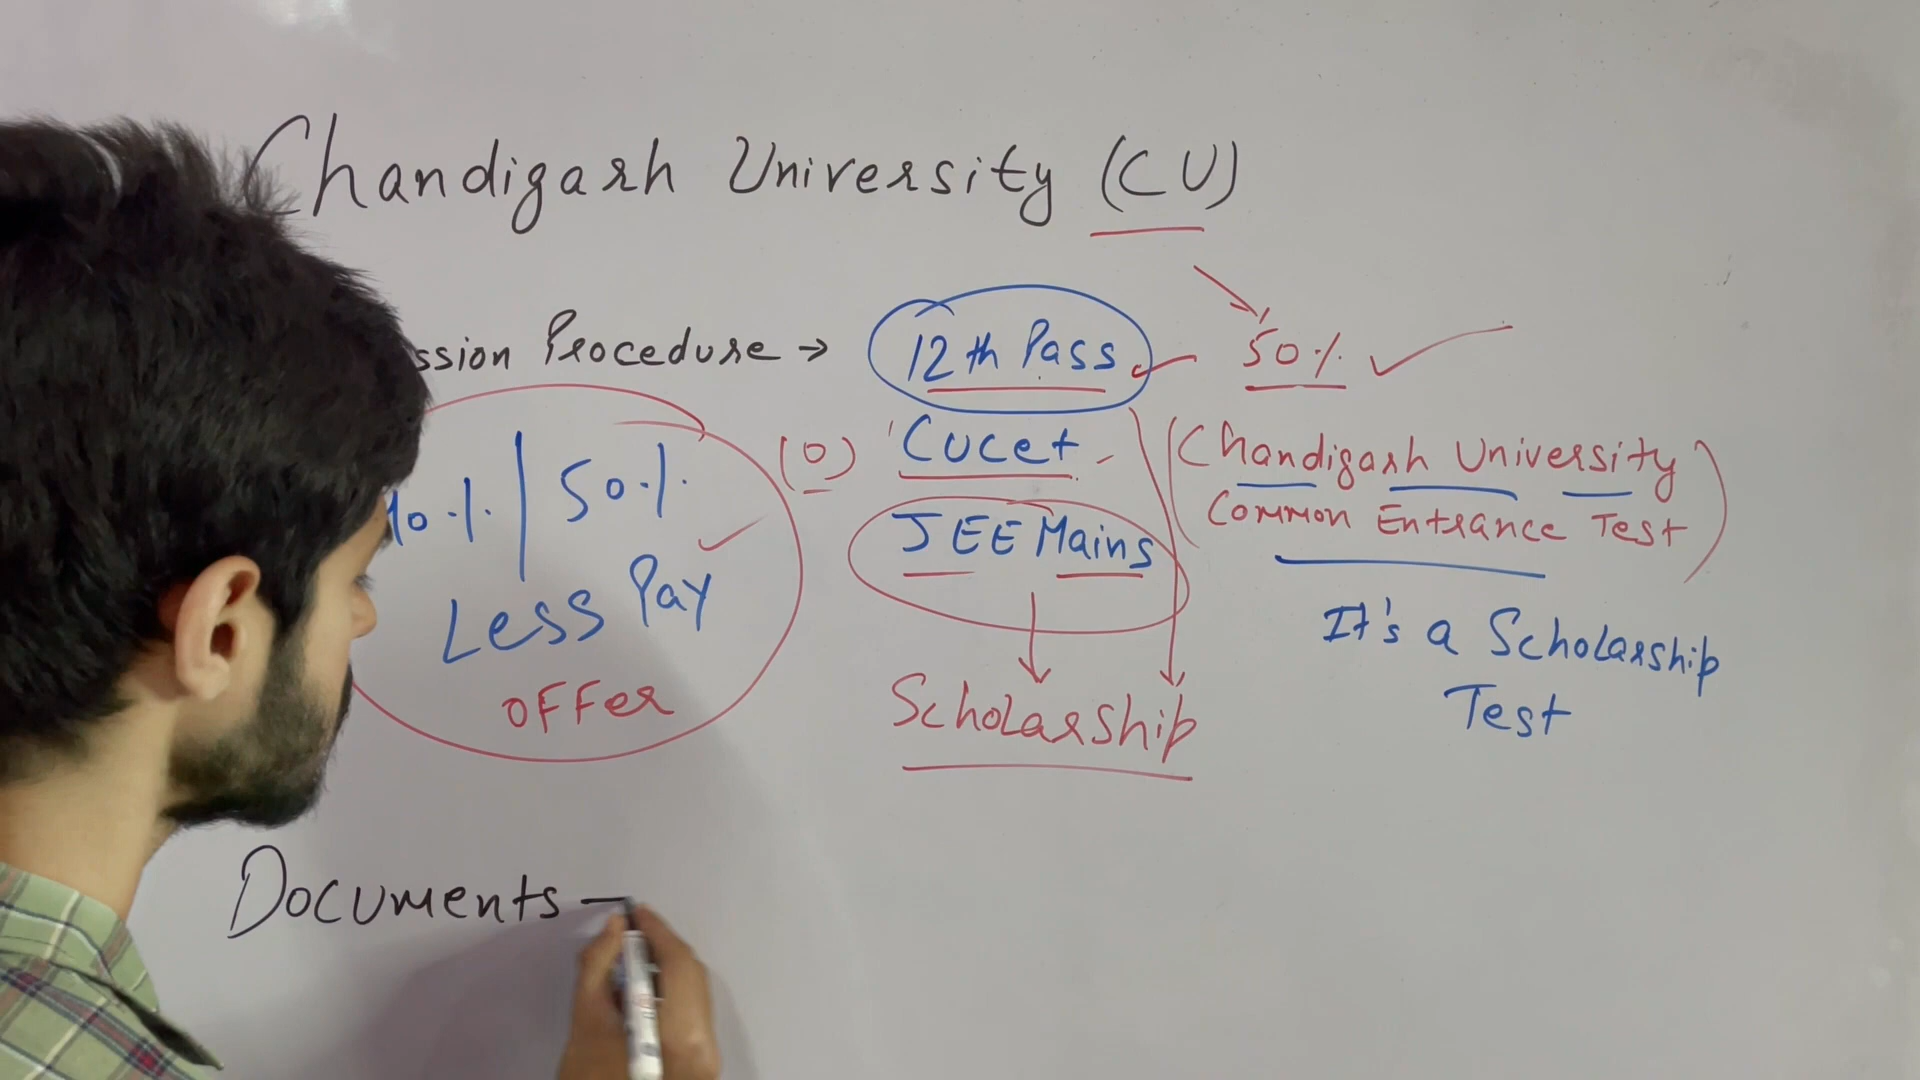 Chandigarh University (CU)
ssion Procedure → 12th Pass 50%
(0) Cucet (Chandigarh University
Common Entrance Test)
JEE Mains
50%
Less Pay
Offer
Scholarship
It's a Scholarship
Test
Documents —